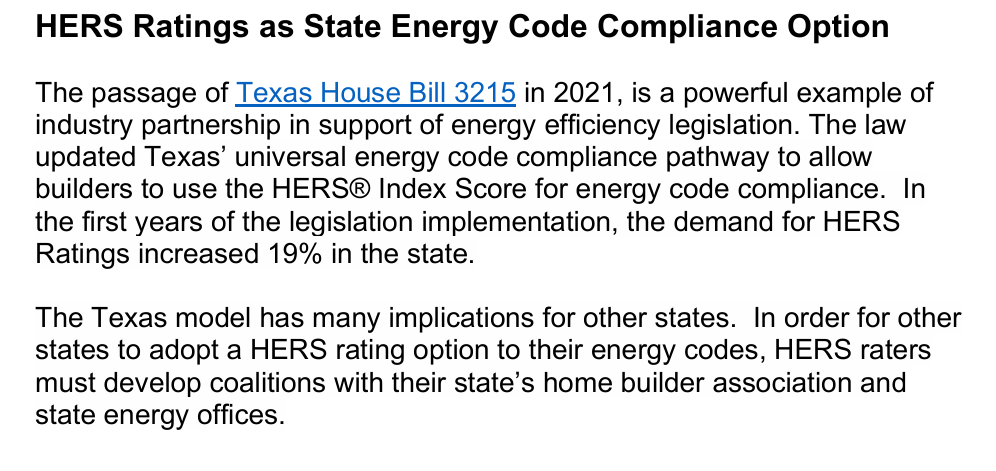 HERS Ratings as State Energy Code Compliance Option
The passage of Texas House Bill 3215 in 2021, is a powerful example of
industry partnership in support of energy efficiency legislation. The law
updated Texas’ universal energy code compliance pathway to allow
builders to use the HERS® Index Score for energy code compliance.  In
the first years of the legislation implementation, the demand for HERS
Ratings increased 19% in the state.
The Texas model has many implications for other states.  In order for other
states to adopt a HERS rating option to their energy codes, HERS raters
must develop coalitions with their state’s home builder association and
state energy offices.